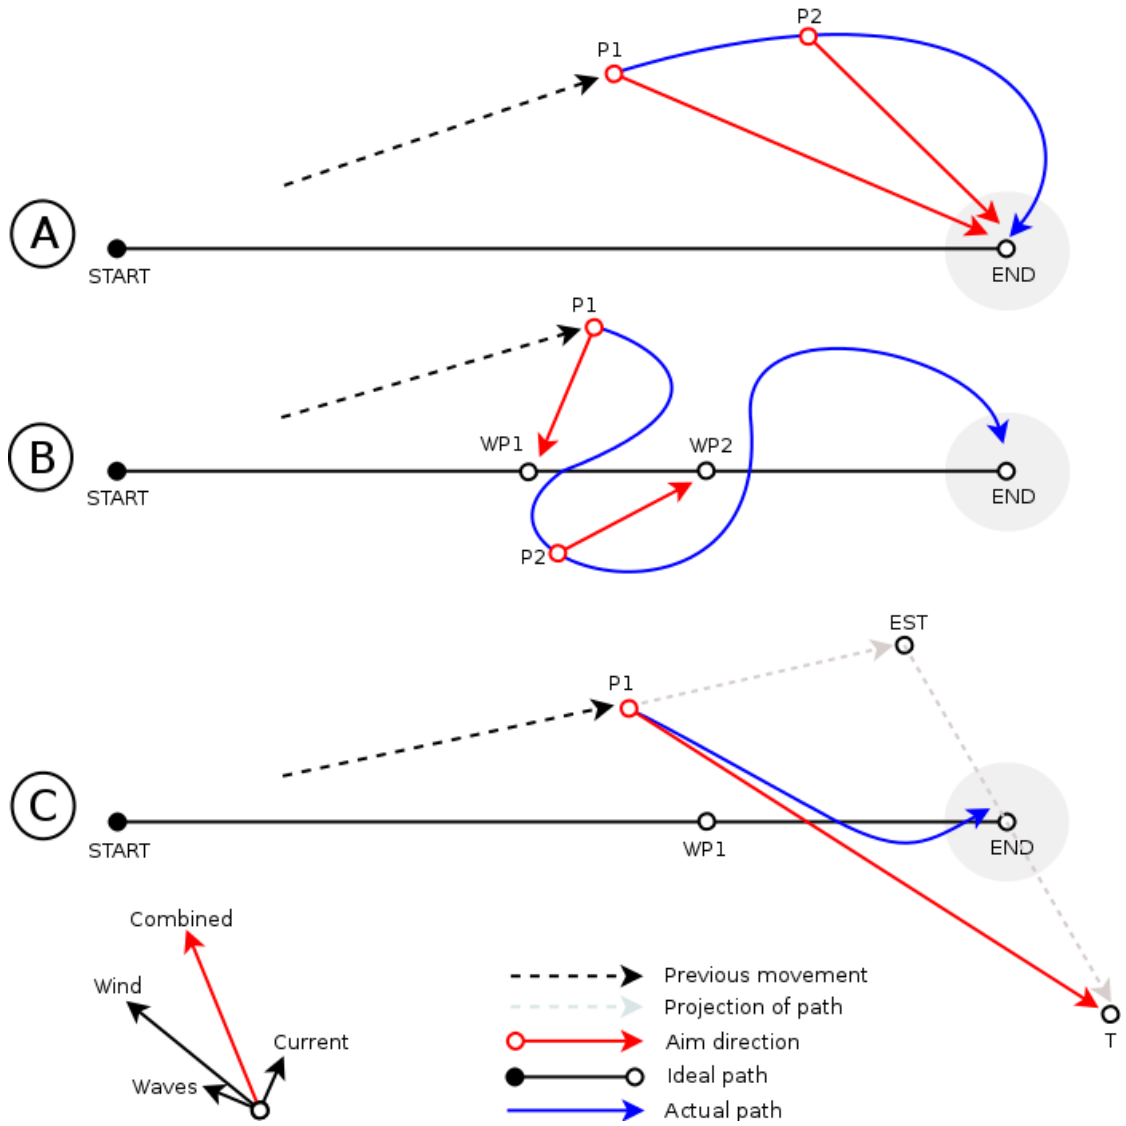 P2
P1
A
START
END
P1
WP1
WP2
B
START
END
P2
EST
P1
C
START
WP1
END
Combined
Wind
Current
Waves
T
Previous movement
Projection of path
Aim direction
Ideal path
Actual path